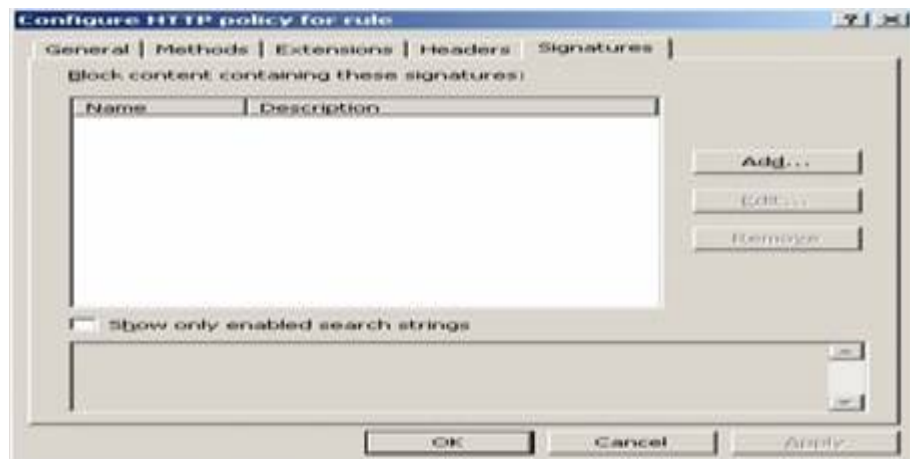 Configure HTTP policy for rule
General Methods Extensions Headers Signatures
Block content containing these signatures:
Name Description
Add...
Edit...
Remove
Show only enabled search strings
OK Cancel Apply